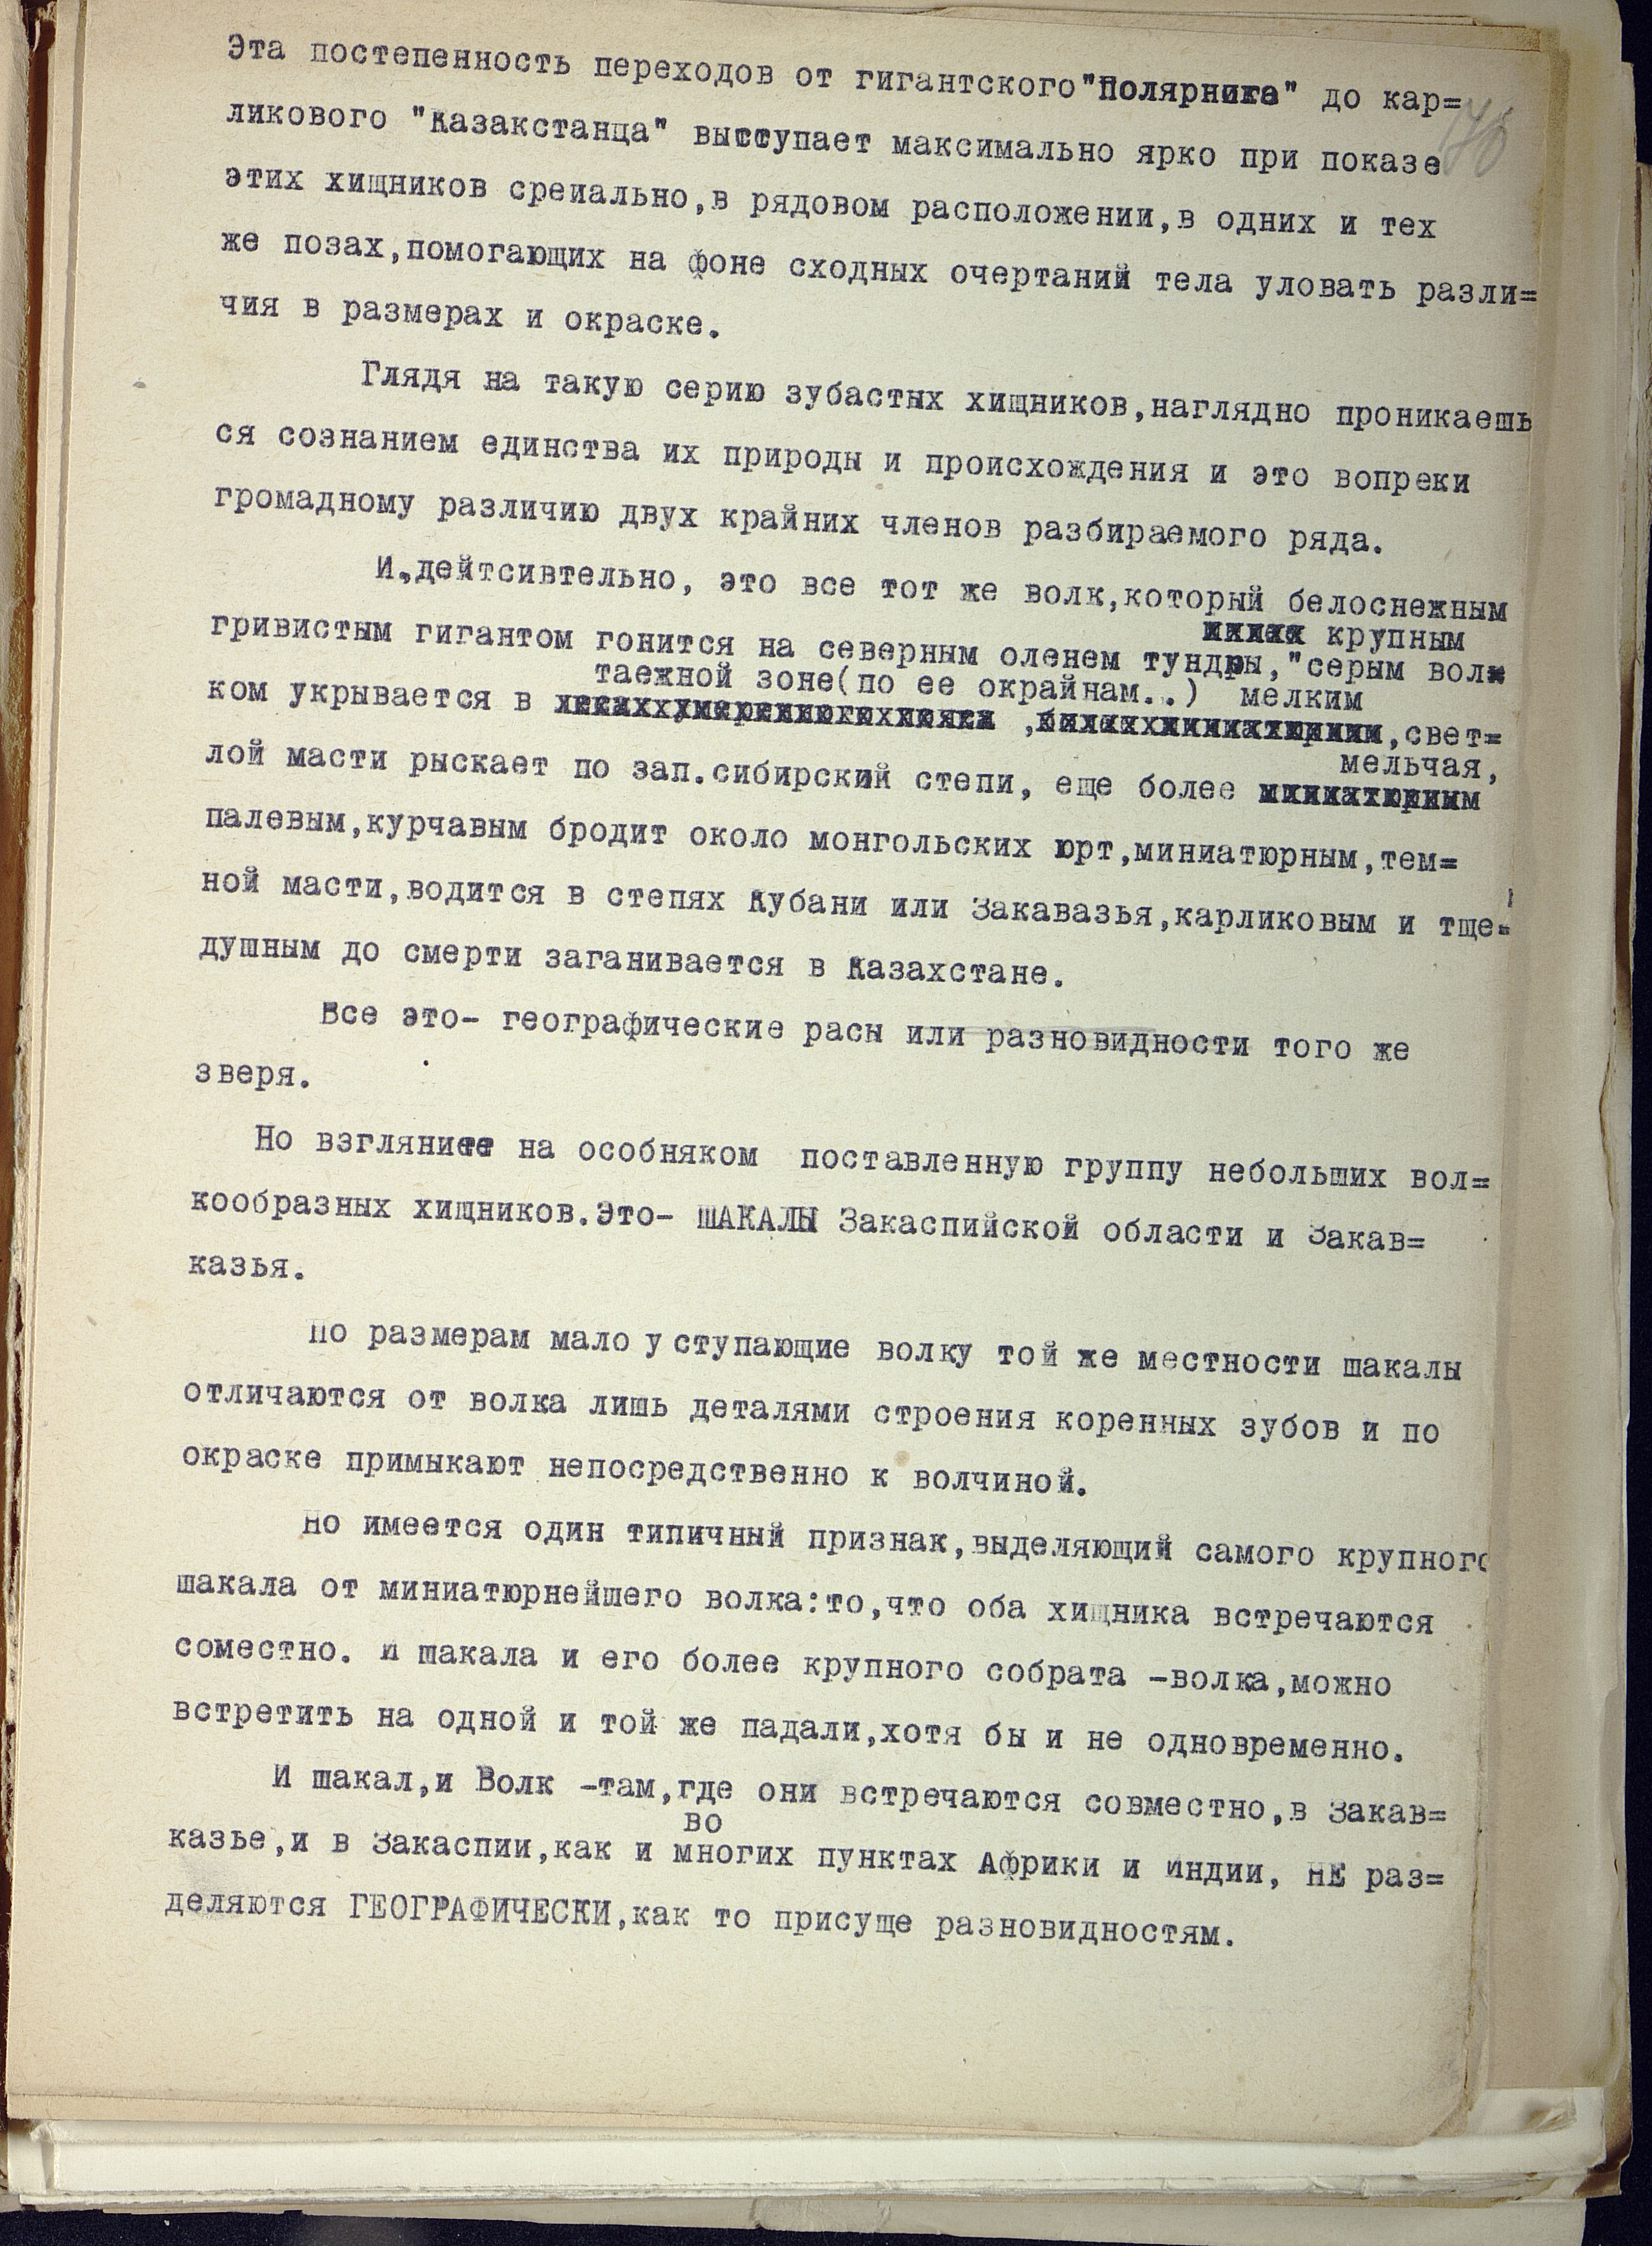 Эта постепенность переходов от гигантского"Полярника" до кар=
ликового "Казакстанца" выступает максимально ярко при показе
этих хищников среиально,в рядовом расположении,в одних и тех
же позах,помогающих на фоне сходных очертаний тела уловать разли=
чия в размерах и окраске.
Глядя на такую серию зубастых хищников,наглядно проникаешь
ся сознанием единства их природы и происхождения и это вопреки
громадному различию двух крайних членов разбираемого ряда.
И,дейтсивтельно, это все тот же волк,который белоснежным
крупным
гривистым гигантом гонится на северным оленем тундры,"серым вол=
таежной зоне(по ее окрайнам..) мелким
ком укрывается в , ,свет=
мельчая,
лой масти рыскает по зап.сибирский степи, еще более
палевым,курчавым бродит около монгольских юрт,миниатюрным,тем=
ной масти,водится в степях Кубани или Закавазья,карликовым и тще=
душным до смерти заганивается в Казахстане.
Все это- географические расы или разновидности того же
зверя.
Но взгляните на особняком поставленную группу небольших вол=
кообразных хищников.Это- ШАКАЛЫ Закаспийской области и Закав=
казья.
По размерам мало уступающие волку той же местности шакалы
отличаются от волка лишь деталями строения коренных зубов и по
окраске примыкают непосредственно к волчиной.
Но имеется один типичный признак,выделяющий самого крупного
шакала от миниатюрнейшего волка:то,что оба хищника встречаются
соместно. И шакала и его более крупного собрата -волка,можно
встретить на одной и той же падали,хотя бы и не одновременно.
И шакал,и Волк -там,где они встречаются совместно,в Закав=
во
казье,и в Закаспии,как и многих пунктах Африки и Индии, НЕ раз=
деляются ГЕОГРАФИЧЕСКИ,как то присуще разновидностям.